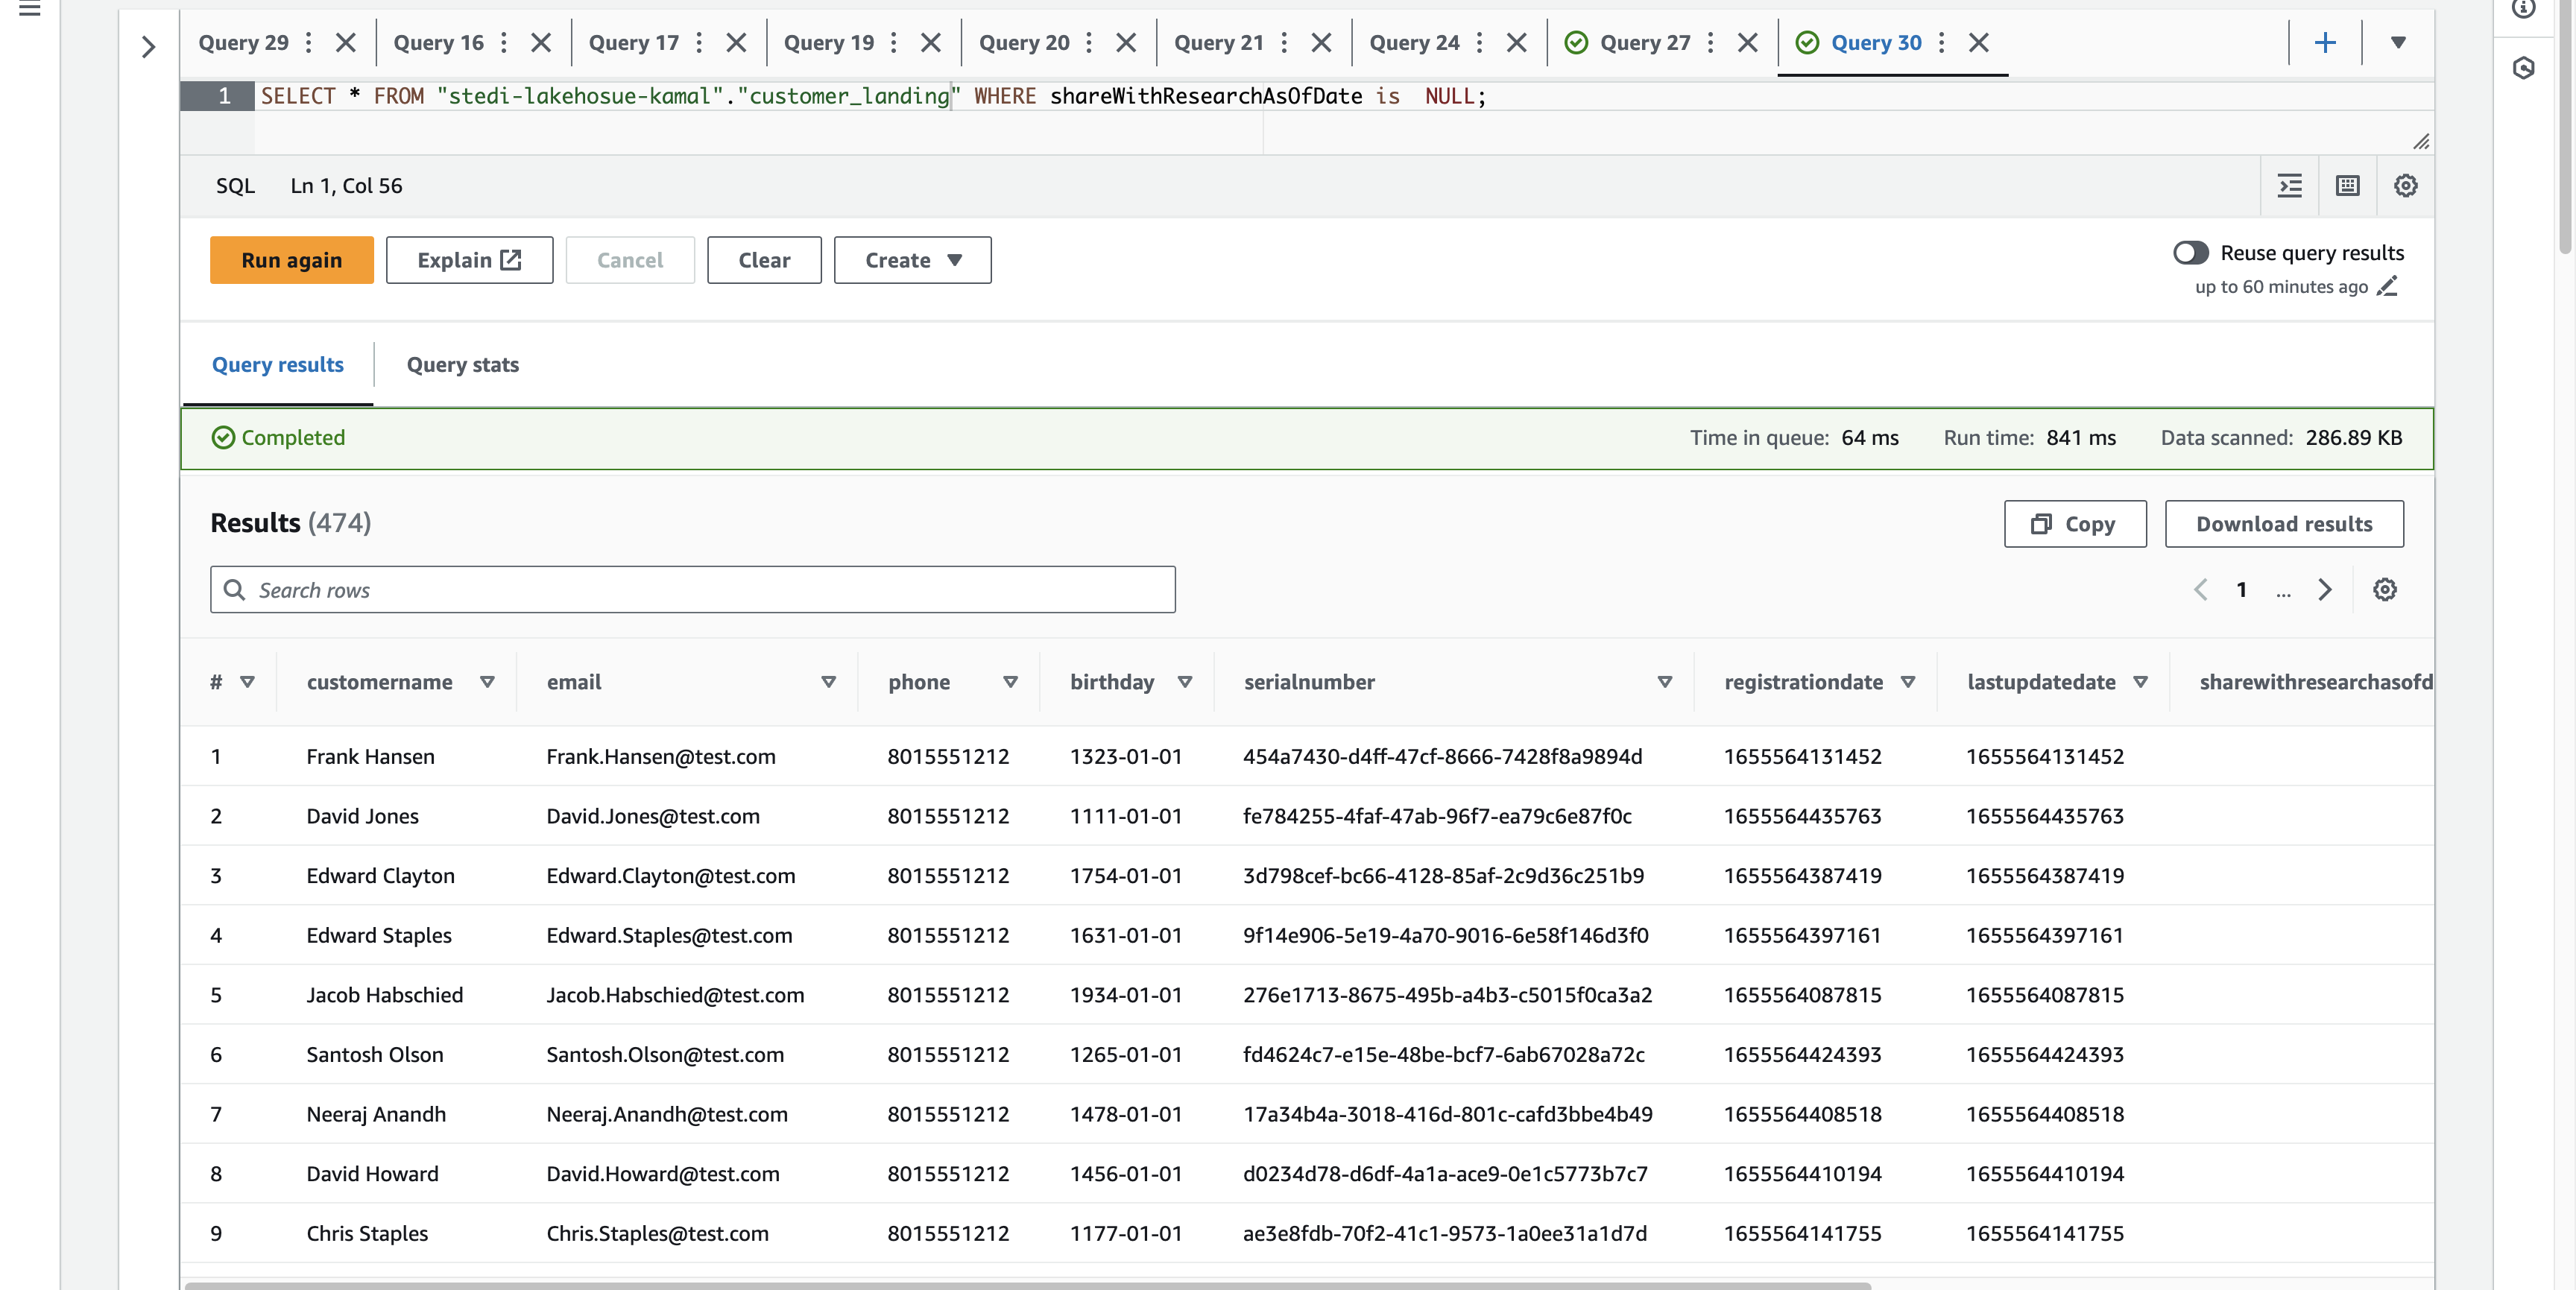 Query 29 Query 16 Query 17 Query 19 Query 20 Query 21 Query 24 Query 27 Query 30
1 SELECT * FROM "stedi-lakehosue-kamal"."customer_landing" WHERE shareWithResearchAsOfDate is  NULL;
SQL Ln 1, Col 56
Run again Explain Cancel Clear Create Reuse query results
up to 60 minutes ago
Query results Query stats
Completed Time in queue: 64 ms Run time: 841 ms Data scanned: 286.89 KB
Results (474) Copy Download results
Search rows 1 ...
# customername email phone birthday serialnumber registrationdate lastupdatedate sharewithresearchasofd
1 Frank Hansen Frank.Hansen@test.com 8015551212 1323-01-01 454a7430-d4ff-47cf-8666-7428f8a9894d 1655564131452 1655564131452
2 David Jones David.Jones@test.com 8015551212 1111-01-01 fe784255-4faf-47ab-96f7-ea79c6e87f0c 1655564435763 1655564435763
3 Edward Clayton Edward.Clayton@test.com 8015551212 1754-01-01 3d798cef-bc66-4128-85af-2c9d36c251b9 1655564387419 1655564387419
4 Edward Staples Edward.Staples@test.com 8015551212 1631-01-01 9f14e906-5e19-4a70-9016-6e58f146d3f0 1655564397161 1655564397161
5 Jacob Habschied Jacob.Habschied@test.com 8015551212 1934-01-01 276e1713-8675-495b-a4b3-c5015f0ca3a2 1655564087815 1655564087815
6 Santosh Olson Santosh.Olson@test.com 8015551212 1265-01-01 fd4624c7-e15e-48be-bcf7-6ab67028a72c 1655564424393 1655564424393
7 Neeraj Anandh Neeraj.Anandh@test.com 8015551212 1478-01-01 17a34b4a-3018-416d-801c-cafd3bbe4b49 1655564408518 1655564408518
8 David Howard David.Howard@test.com 8015551212 1456-01-01 d0234d78-d6df-4a1a-ace9-0e1c5773b7c7 1655564410194 1655564410194
9 Chris Staples Chris.Staples@test.com 8015551212 1177-01-01 ae3e8fdb-70f2-41c1-9573-1a0ee31a1d7d 1655564141755 1655564141755